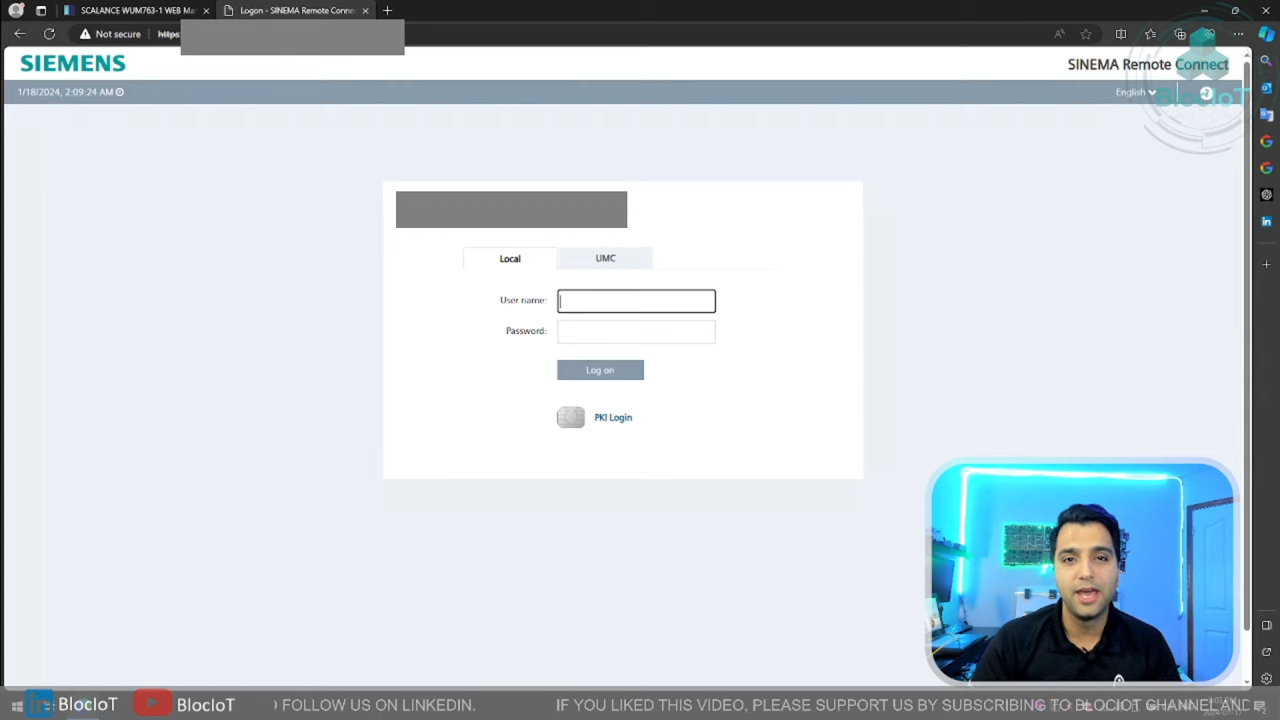 SCALANCE WUM763-1 WEB Ma
Logon - SINEMA Remote Conne
Not secure
https:
SIEMENS
SINEMA Remote Connect
1/18/2024, 2:09:24 AM
English
BlocIoT
Local
UMC
User name:
Password:
Log on
PKI Login
BlocIoT
BlocIoT
FOLLOW US ON LINKEDIN.
IF YOU LIKED THIS VIDEO, PLEASE SUPPORT US BY SUBSCRIBING TO BLOCIOT CHANNEL AND